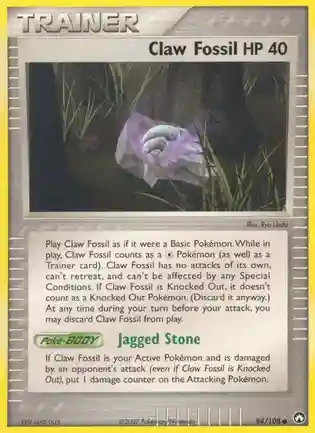 TRAINER
Claw Fossil HP 40
Illus. Ryo Ueda
Play Claw Fossil as if it were a Basic Pokémon. While in
play, Claw Fossil counts as a Pokémon (as well as a
Trainer card). Claw Fossil has no attacks of its own,
can't retreat, and can't be affected by any Special
Conditions. If Claw Fossil is Knocked Out, it doesn't
count as a Knocked Out Pokémon. (Discard it anyway.)
At any time during your turn before your attack, you
may discard Claw Fossil from play.
Poké-BODY Jagged Stone
If Claw Fossil is your Active Pokémon and is damaged
by an opponent's attack (even if Claw Fossil is Knocked
Out), put 1 damage counter on the Attacking Pokémon.
©2007 Pokémon/Nintendo
84/108